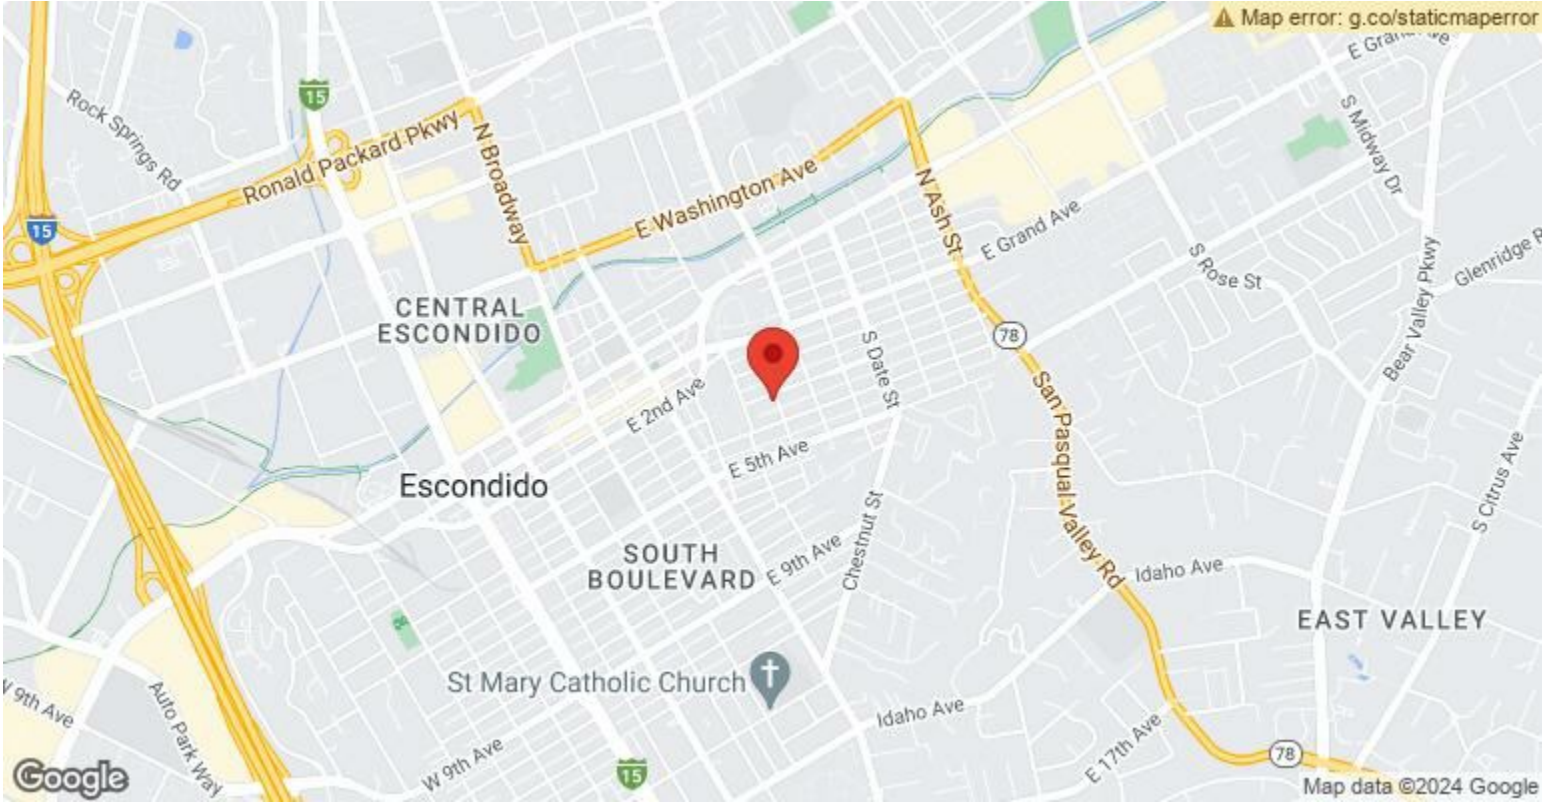 Map error: g.co/staticmaperror
E Grand Ave
15
Rock Springs Rd
Ronald Packard Pkwy
N Broadway
S Midway Dr
E Washington Ave
N Ash St
E Grand Ave
15
S Rose St
Bear Valley Pkwy
Glenridge R
CENTRAL
ESCONDIDO
S Date St
78
E 2nd Ave
San Pasqual Valley Rd
E 5th Ave
S Citrus Ave
Escondido
Chestnut St
SOUTH
BOULEVARD
E 9th Ave
Idaho Ave
EAST VALLEY
St Mary Catholic Church
W 9th Ave
Auto Park Way
Idaho Ave
E 17th Ave
W 9th Ave
15
78
Google
Map data ©2024 Google